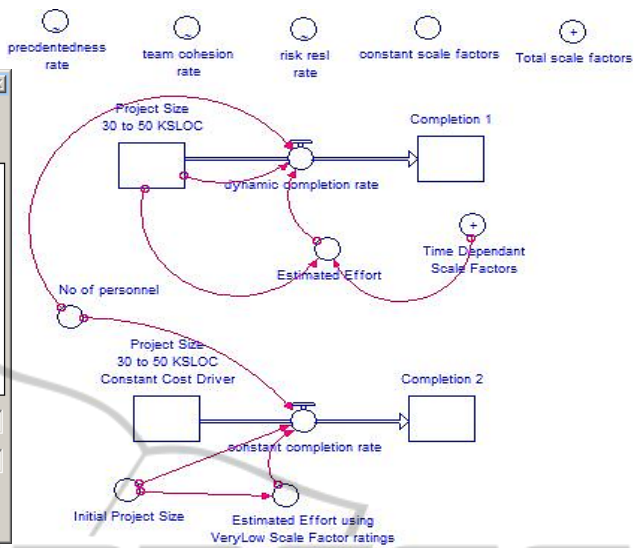 precdentedness
rate
team cohesion
rate
risk resl
rate
constant scale factors
Total scale factors
Project Size
30 to 50 KSLOC
Completion 1
dynamic completion rate
Time Dependant
Scale Factors
Estimated Effort
No of personnel
Project Size
30 to 50 KSLOC
Constant Cost Driver
Completion 2
constant completion rate
Initial Project Size
Estimated Effort using
VeryLow Scale Factor ratings